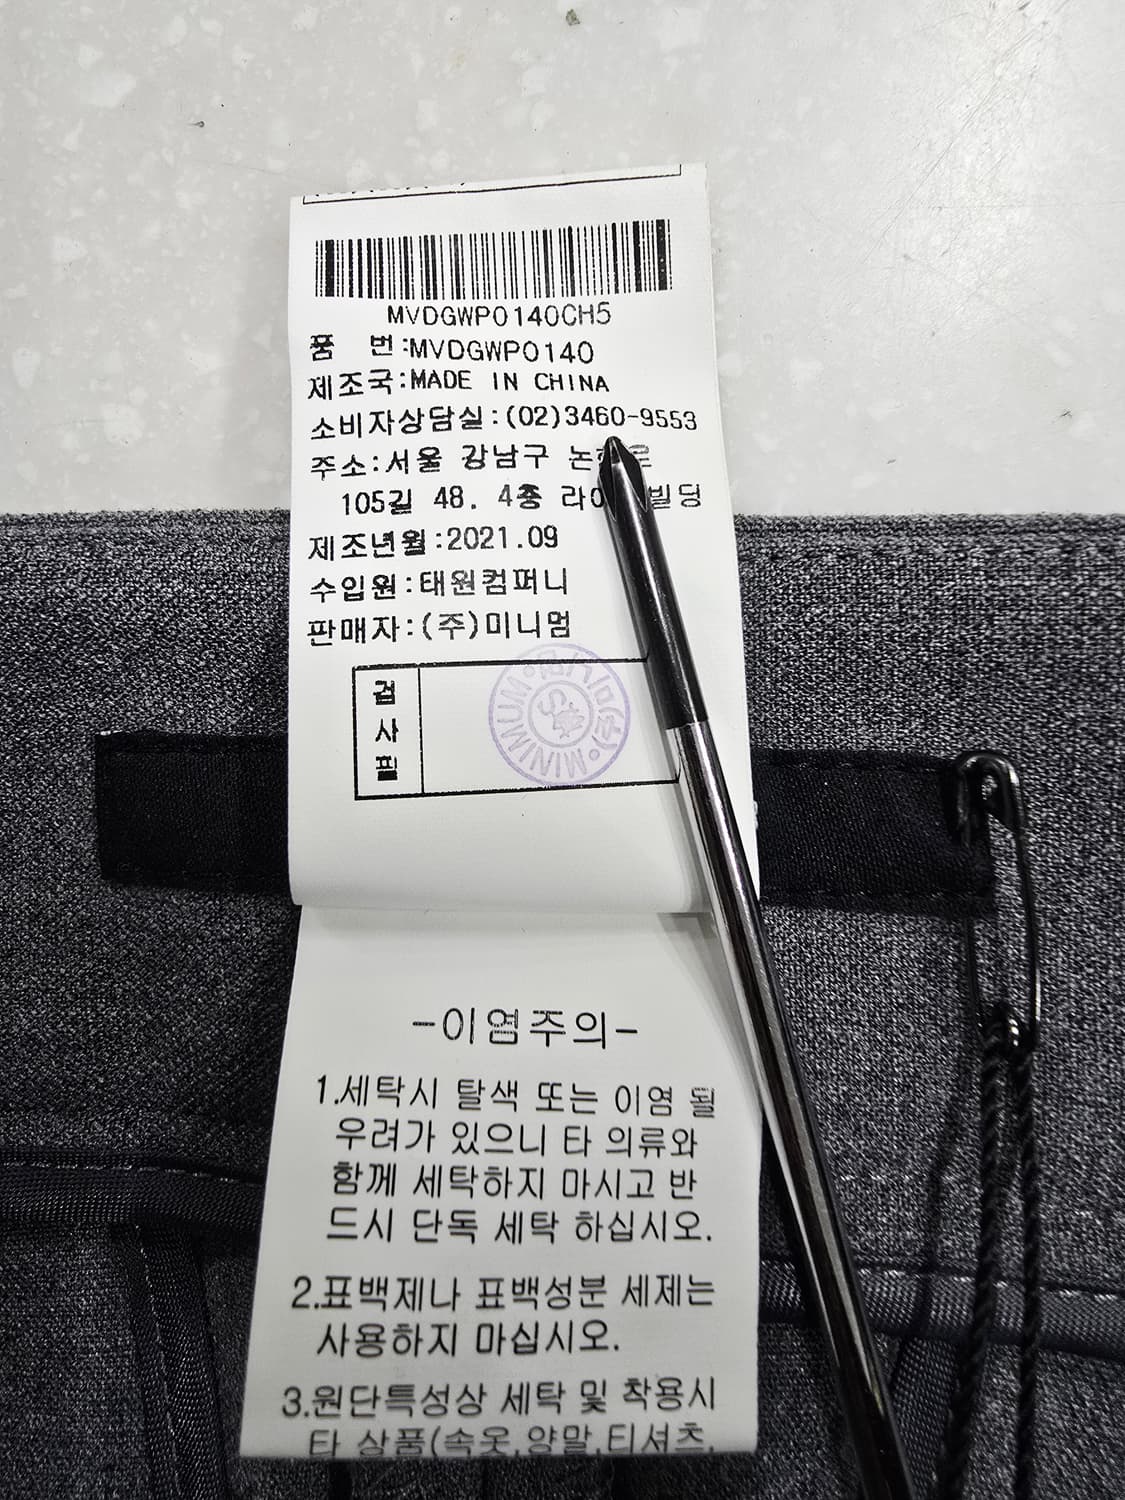 MVDGWP0140CH5
품 번:MVDGWP0140
제조국:MADE IN CHINA
소비자상담실:(02)3460-9553
주소:서울 강남구
105길 48. 4층 빌딩
제조년월:2021.09
수입원:태원컴퍼니
판매자:(주)미니멈
검
사
필
MINIMUM (주)미니멈
-이염주의-
1.세탁시 탈색 또는 이염 될
우려가 있으니 타 의류와
함께 세탁하지 마시고 반
드시 단독 세탁 하십시오.
2.표백제나 표백성분 세제는
사용하지 마십시오.
3.원단특성상 세탁 및 착용시
타 상품(속옷,양말,티셔츠,